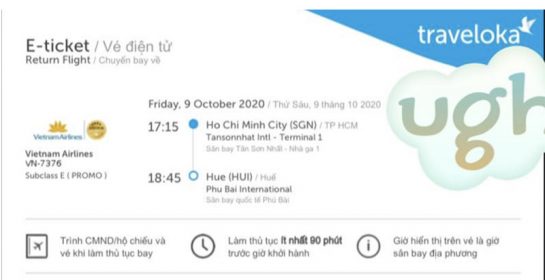 traveloka
E-ticket / Vé điện tử
Return Flight / Chuyến bay về
ugh
Friday, 9 October 2020 / Thứ Sáu, 9 tháng 10 2020
17:15
Ho Chi Minh City (SGN) / TP HCM
Tansonnhat Intl - Terminal 1
Sân bay Tân Sơn Nhất - Nhà ga 1
Vietnam Airlines
Vietnam Airlines
VN-7376
Subclass E ( PROMO )
18:45
Hue (HUI) / Huế
Phu Bai International
Sân bay quốc tế Phú Bài
Trình CMND/hộ chiếu và
vé khi làm thủ tục bay
Làm thủ tục ít nhất 90 phút
trước giờ khởi hành
Giờ hiển thị trên vé là giờ
sân bay địa phương